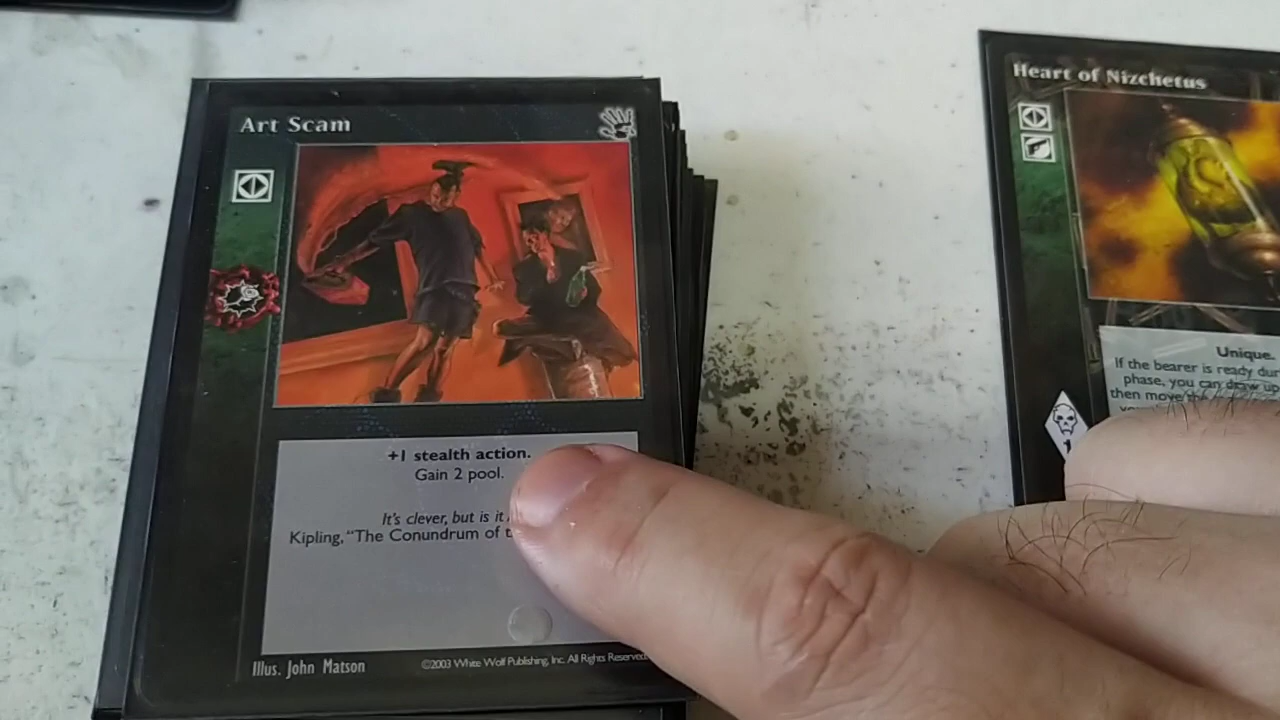 Art Scam
+1 stealth action.
Gain 2 pool.
It's clever, but is it
Kipling, "The Conundrum of
Illus. John Matson
©2003 White Wolf Publishing, Inc. All Rights Reserved.
Heart of Nizchetus
Unique.
If the bearer is ready
phase, you can draw up
then move